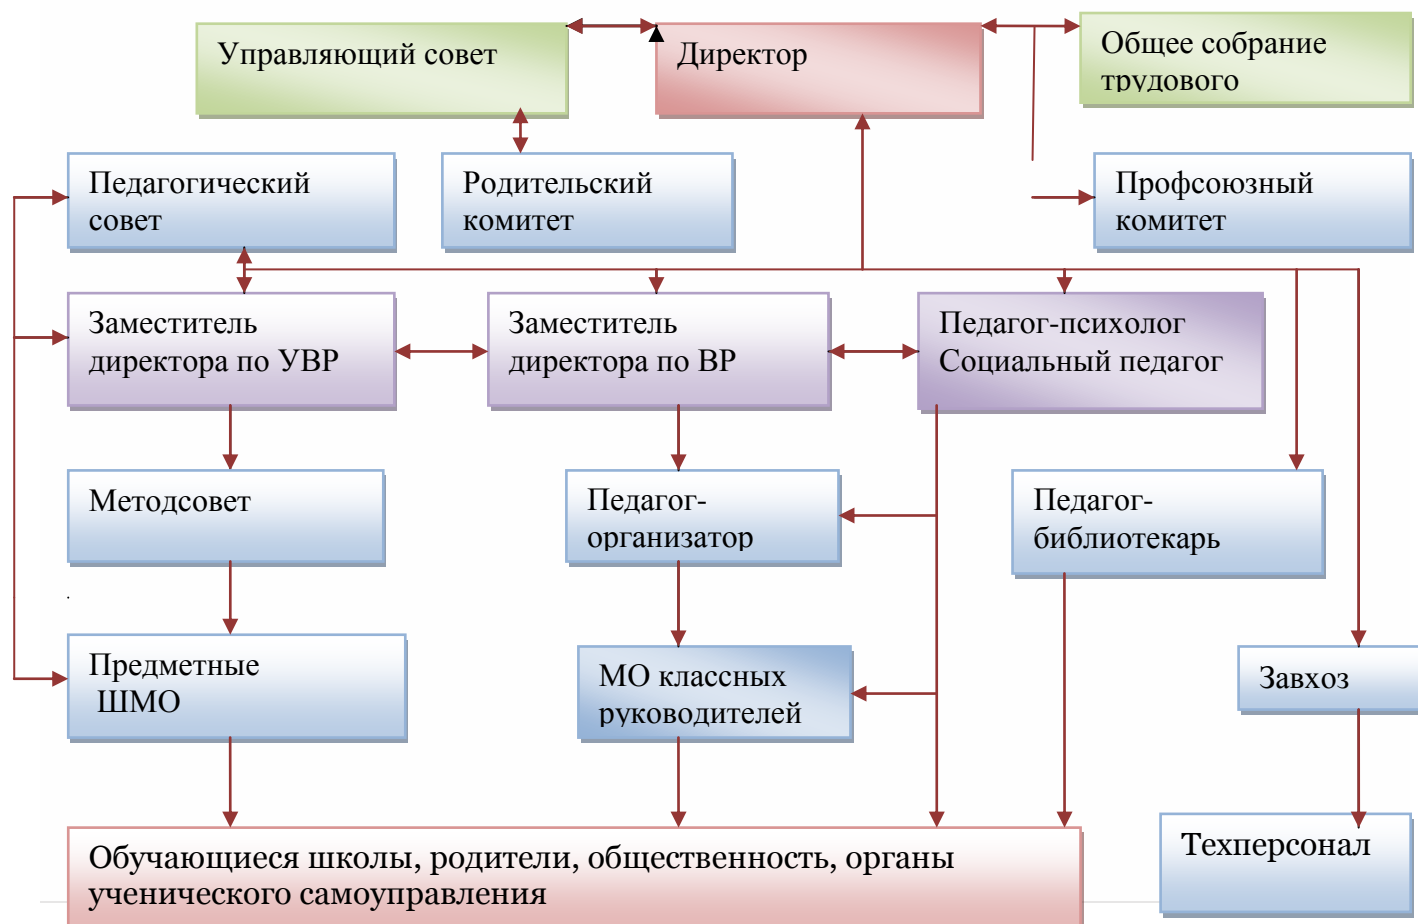 Управляющий совет
Директор
Общее собрание
трудового
Педагогический
совет
Родительский
комитет
Профсоюзный
комитет
Заместитель
директора по УВР
Заместитель
директора по ВР
Педагог-психолог
Социальный педагог
Методсовет
Педагог-
организатор
Педагог-
библиотекарь
Предметные
ШМО
МО классных
руководителей
Завхоз
Обучающиеся школы, родители, общественность, органы
ученического самоуправления
Техперсонал